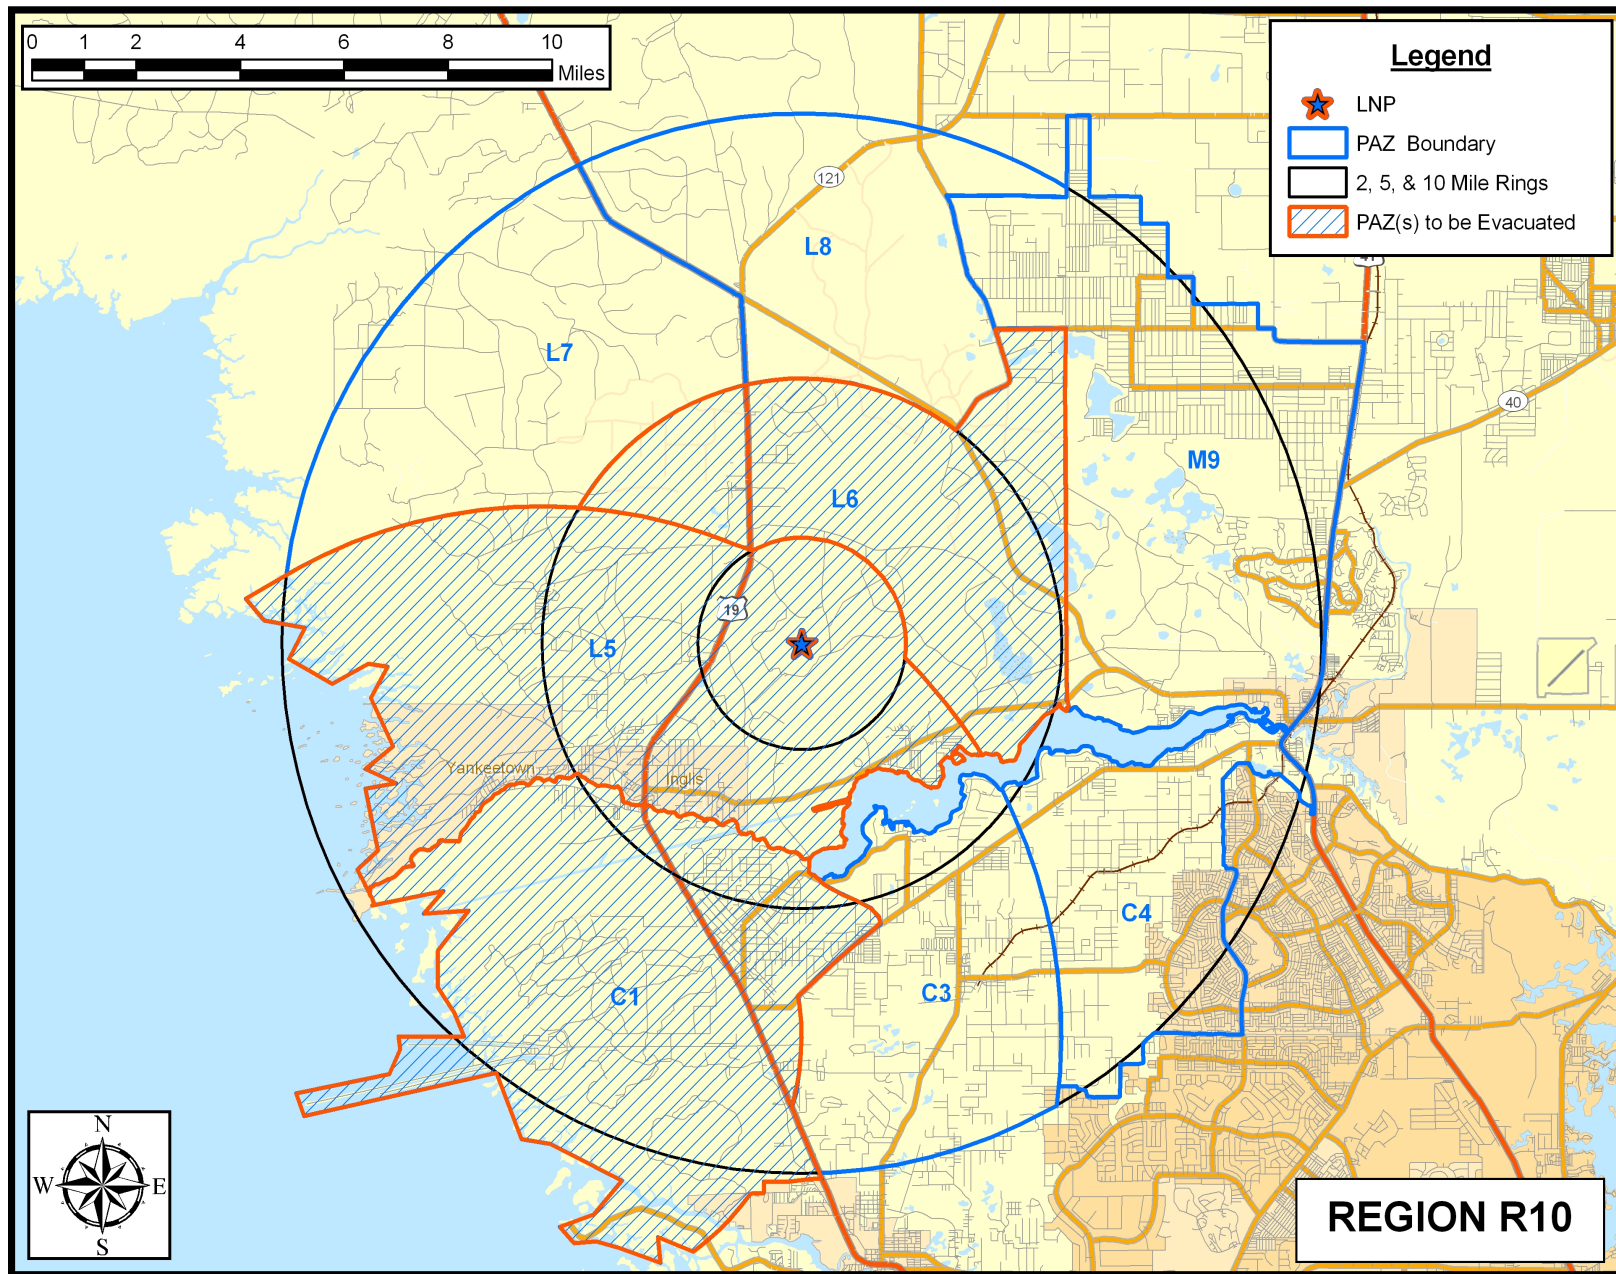 0 1 2 4 6 8 10
Miles
Legend
LNP
PAZ Boundary
2, 5, & 10 Mile Rings
PAZ(s) to be Evacuated
121
L8
L7
40
M9
L6
19
L5
Yankeetown
Inglis
C4
C3
C1
N
W E
S
REGION R10